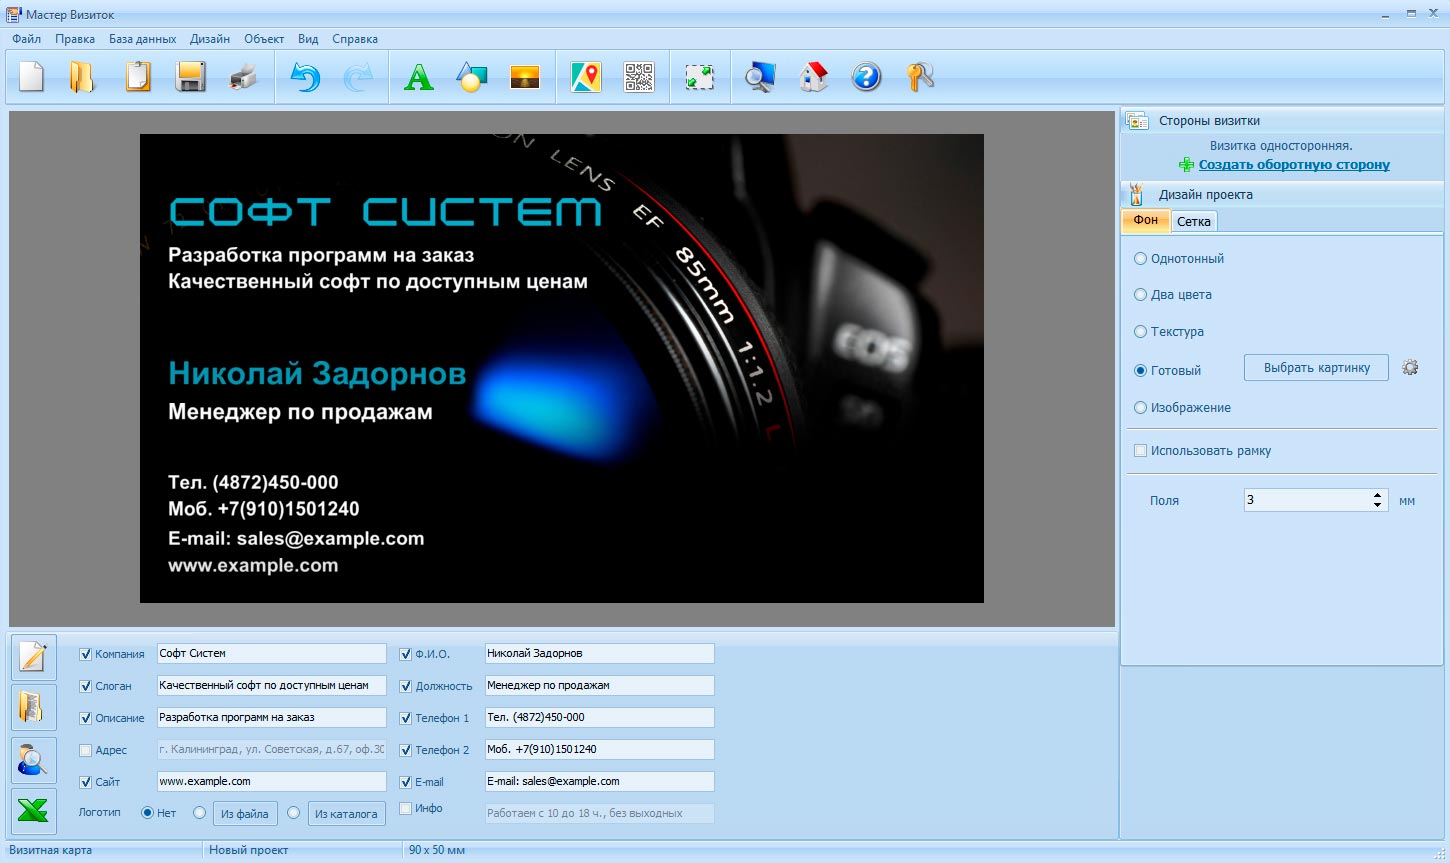 Мастер Визиток
Файл Правка База данных Дизайн Объект Вид Справка
СОФТ СИСТЕМ
Разработка программ на заказ
Качественный софт по доступным ценам
Николай Задорнов
Менеджер по продажам
Тел. (4872)450-000
Моб. +7(910)1501240
E-mail: sales@example.com
www.example.com
LENS
EF 85mm 1:1.2 L
EOS
Стороны визитки
Визитка односторонняя.
Создать оборотную сторону
Дизайн проекта
Фон Сетка
Однотонный
Два цвета
Текстура
Готовый Выбрать картинку
Изображение
Использовать рамку
Поля 3 мм
Компания Софт Систем Ф.И.О. Николай Задорнов
Слоган Качественный софт по доступным ценам Должность Менеджер по продажам
Описание Разработка программ на заказ Телефон 1 Тел. (4872)450-000
Адрес г. Калининград, ул. Советская, д.67, оф.30 Телефон 2 Моб. +7(910)1501240
Сайт www.example.com E-mail E-mail: sales@example.com
Логотип Нет Из файла Из каталога Инфо Работаем с 10 до 18 ч., без выходных
Визитная карта Новый проект 90 x 50 мм